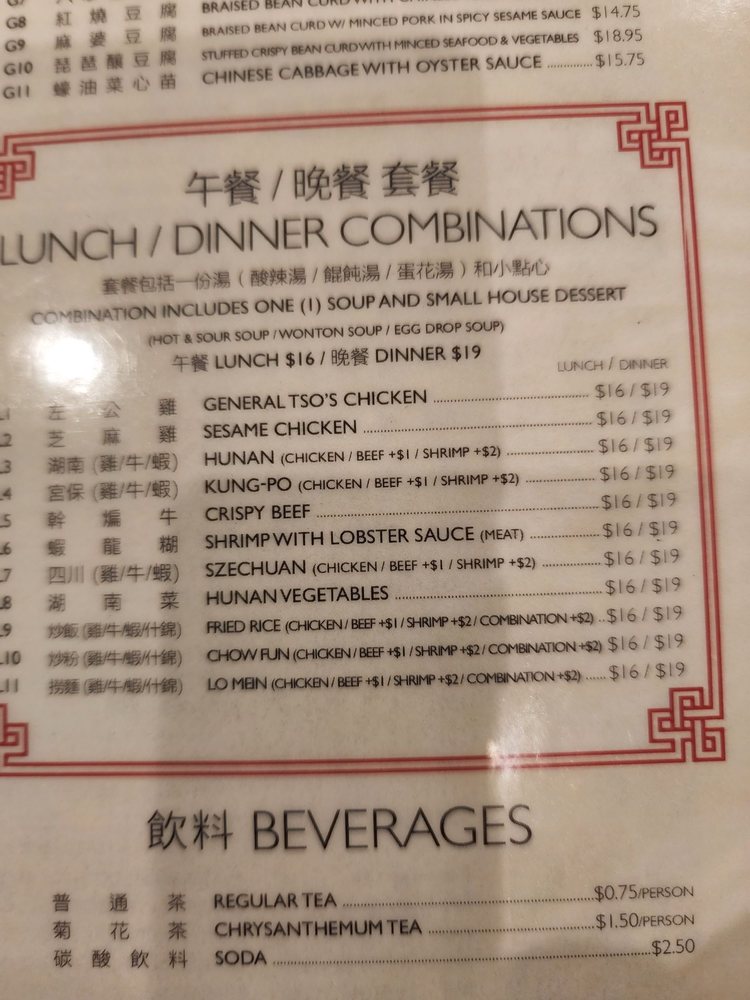 G7
G8 紅燒豆腐 BRAISED BEAN CURD WITH
G9 麻婆豆腐 BRAISED BEAN CURD W/ MINCED PORK IN SPICY SESAME SAUCE $14.75
G10 琵琶釀豆腐 STUFFED CRISPY BEAN CURD WITH MINCED SEAFOOD & VEGETABLES $18.95
G11 蠔油菜心苗 CHINESE CABBAGE WITH OYSTER SAUCE $15.75
午餐 / 晚餐 套餐
LUNCH / DINNER COMBINATIONS
套餐包括一份湯 ( 酸辣湯 / 餛飩湯 / 蛋花湯 ) 和小點心
COMBINATION INCLUDES ONE (1) SOUP AND SMALL HOUSE DESSERT
(HOT & SOUR SOUP / WONTON SOUP / EGG DROP SOUP)
午餐 LUNCH $16 / 晚餐 DINNER $19
LUNCH / DINNER
L1 左公雞 GENERAL TSO'S CHICKEN $16 / $19
L2 芝麻雞 SESAME CHICKEN $16 / $19
L3 湖南 (雞/牛/蝦) HUNAN (CHICKEN / BEEF +$1 / SHRIMP +$2) $16 / $19
L4 宮保 (雞/牛/蝦) KUNG-PO (CHICKEN / BEEF +$1 / SHRIMP +$2) $16 / $19
L5 幹煸牛 CRISPY BEEF $16 / $19
L6 蝦龍糊 SHRIMP WITH LOBSTER SAUCE (MEAT) $16 / $19
L7 四川 (雞/牛/蝦) SZECHUAN (CHICKEN / BEEF +$1 / SHRIMP +$2) $16 / $19
L8 湖南菜 HUNAN VEGETABLES $16 / $19
L9 炒飯 (雞/牛/蝦/什錦) FRIED RICE (CHICKEN / BEEF +$1 / SHRIMP +$2 / COMBINATION +$2) $16 / $19
L10 炒粉 (雞/牛/蝦/什錦) CHOW FUN (CHICKEN / BEEF +$1 / SHRIMP +$2 / COMBINATION +$2) $16 / $19
L11 撈麵 (雞/牛/蝦/什錦) LO MEIN (CHICKEN / BEEF +$1 / SHRIMP +$2 / COMBINATION +$2) $16 / $19
飲料 BEVERAGES
普通茶 REGULAR TEA $0.75/PERSON
菊花茶 CHRYSANTHEMUM TEA $1.50/PERSON
碳酸飲料 SODA $2.50